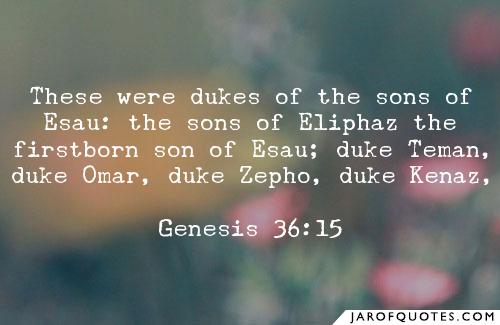 These were dukes of the sons of
Esau: the sons of Eliphaz the
firstborn son of Esau; duke Teman,
duke Omar, duke Zepho, duke Kenaz,
Genesis 36:15
JAROFQUOTES.COM